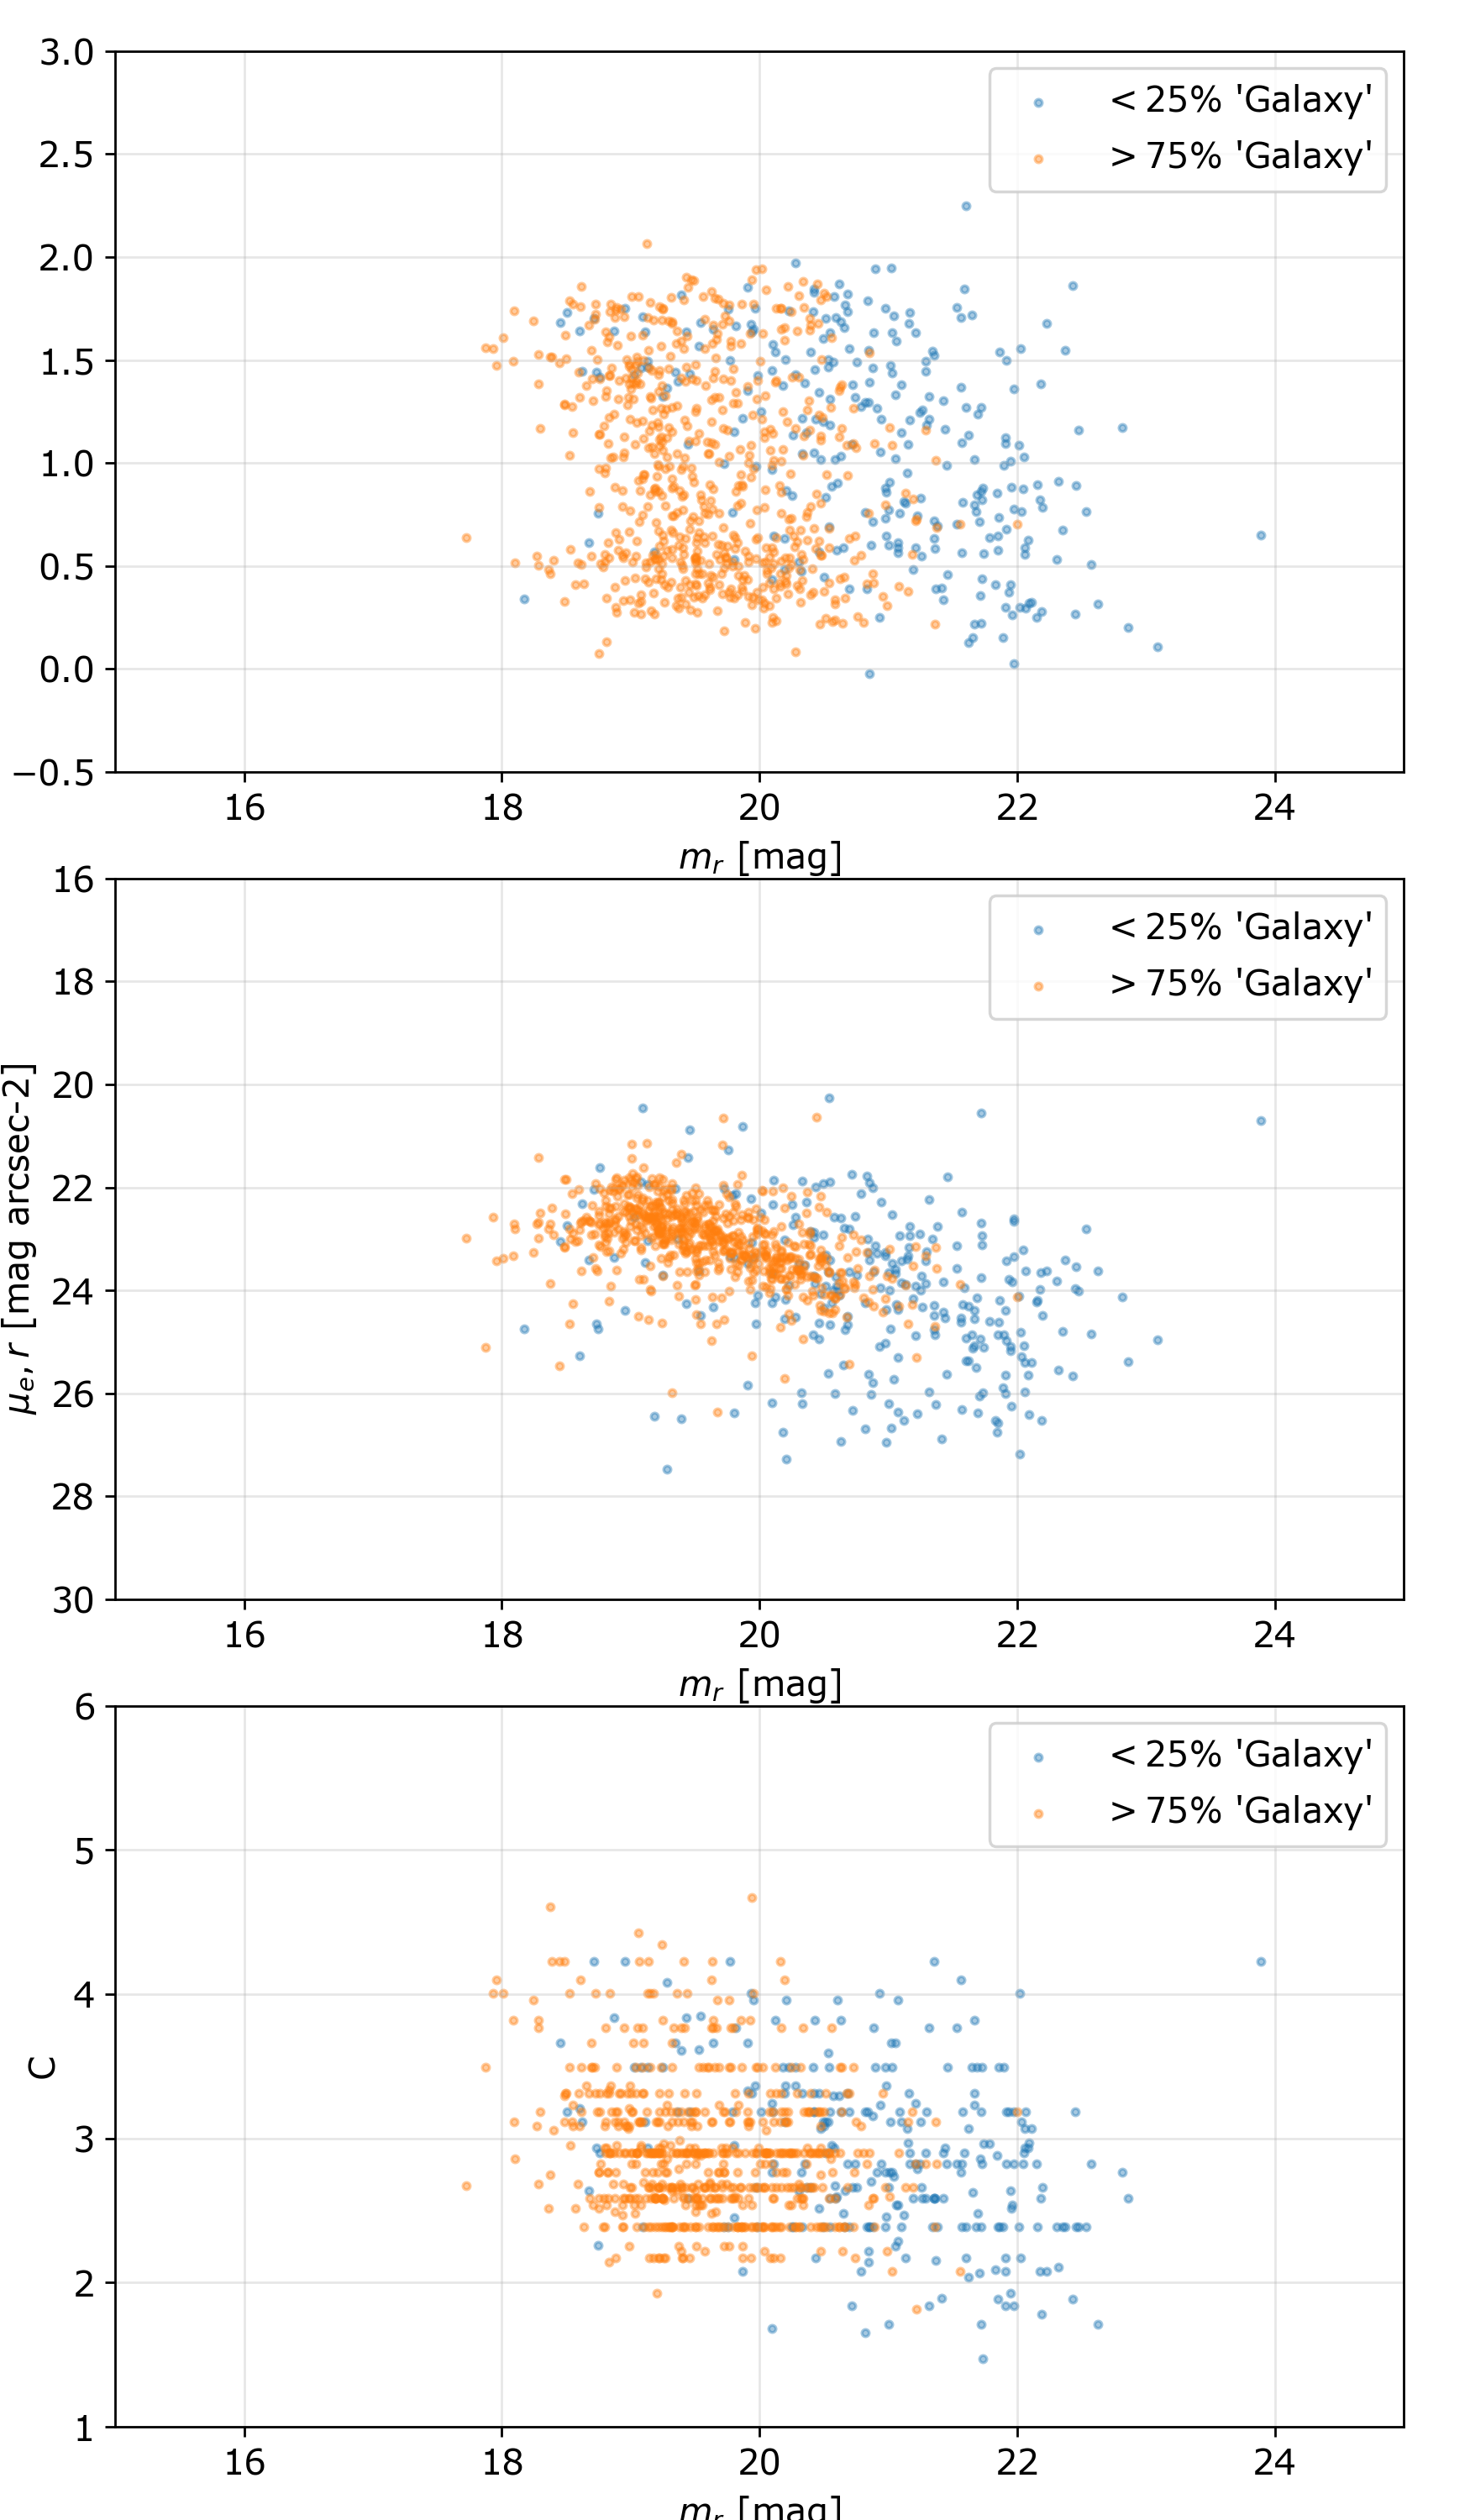 3.0
2.5
2.0
1.5
1.0
0.5
0.0
−0.5
< 25% 'Galaxy'
> 75% 'Galaxy'
16 18 20 22 24
m_r [mag]
16
18
20
22
24
26
28
30
μ_e, r [mag arcsec-2]
< 25% 'Galaxy'
> 75% 'Galaxy'
16 18 20 22 24
m_r [mag]
6
5
4
3
2
1
C
< 25% 'Galaxy'
> 75% 'Galaxy'
16 18 20 22 24
m_r [mag]